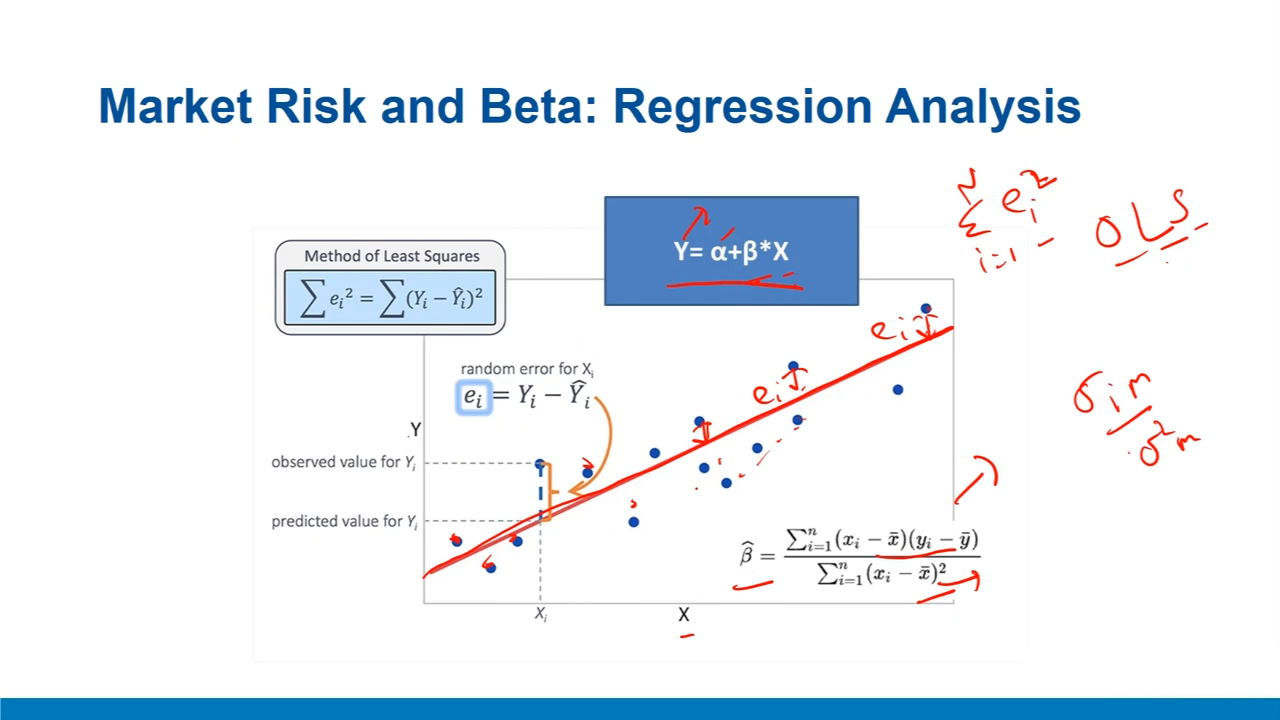 Market Risk and Beta: Regression Analysis
Y= α+β*X
N
∑ eᵢ²
i=1
OLS
Method of Least Squares
∑ eᵢ² = ∑(Yᵢ − Ŷᵢ)²
random error for Xᵢ
eᵢ = Yᵢ − Ŷᵢ
eᵢ
eᵢ
σᵢm
σ²m
Y
observed value for Yᵢ
predicted value for Yᵢ
β̂ = ∑ⁿᵢ₌₁(xᵢ − x̄)(yᵢ − ȳ)
∑ⁿᵢ₌₁(xᵢ − x̄)²
Xᵢ
X